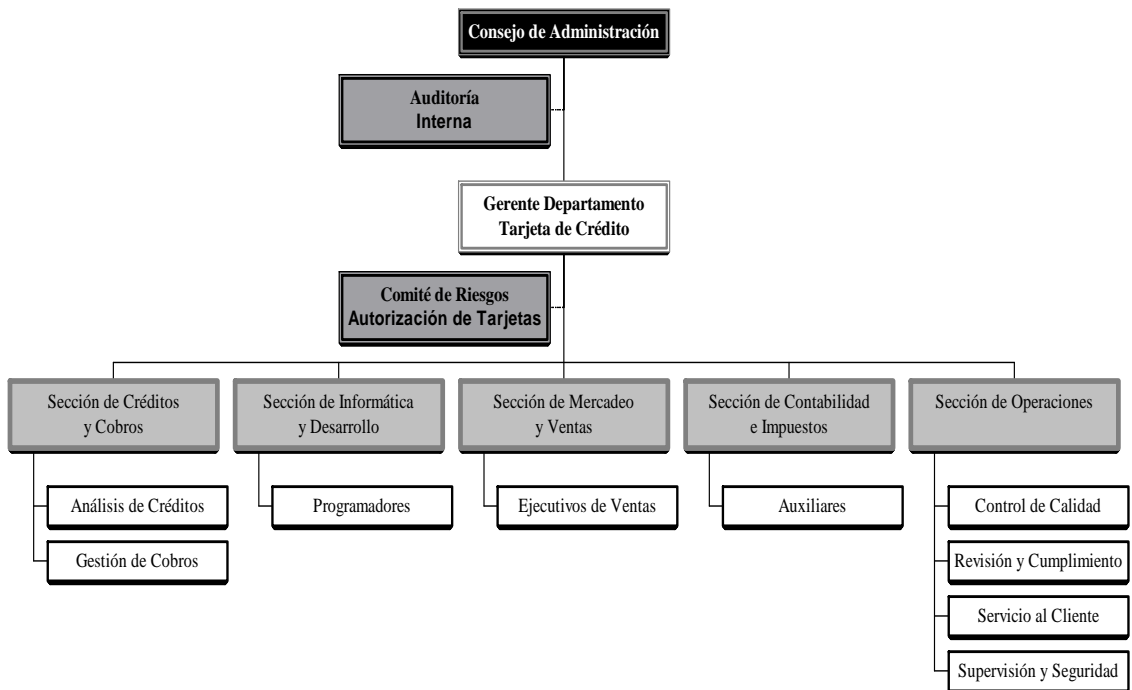 Consejo de Administración
Auditoría
Interna
Gerente Departamento
Tarjeta de Crédito
Comité de Riesgos
Autorización de Tarjetas
Sección de Créditos
y Cobros
Sección de Informática
y Desarrollo
Sección de Mercadeo
y Ventas
Sección de Contabilidad
e Impuestos
Sección de Operaciones
Análisis de Créditos
Gestión de Cobros
Programadores
Ejecutivos de Ventas
Auxiliares
Control de Calidad
Revisión y Cumplimiento
Servicio al Cliente
Supervisión y Seguridad